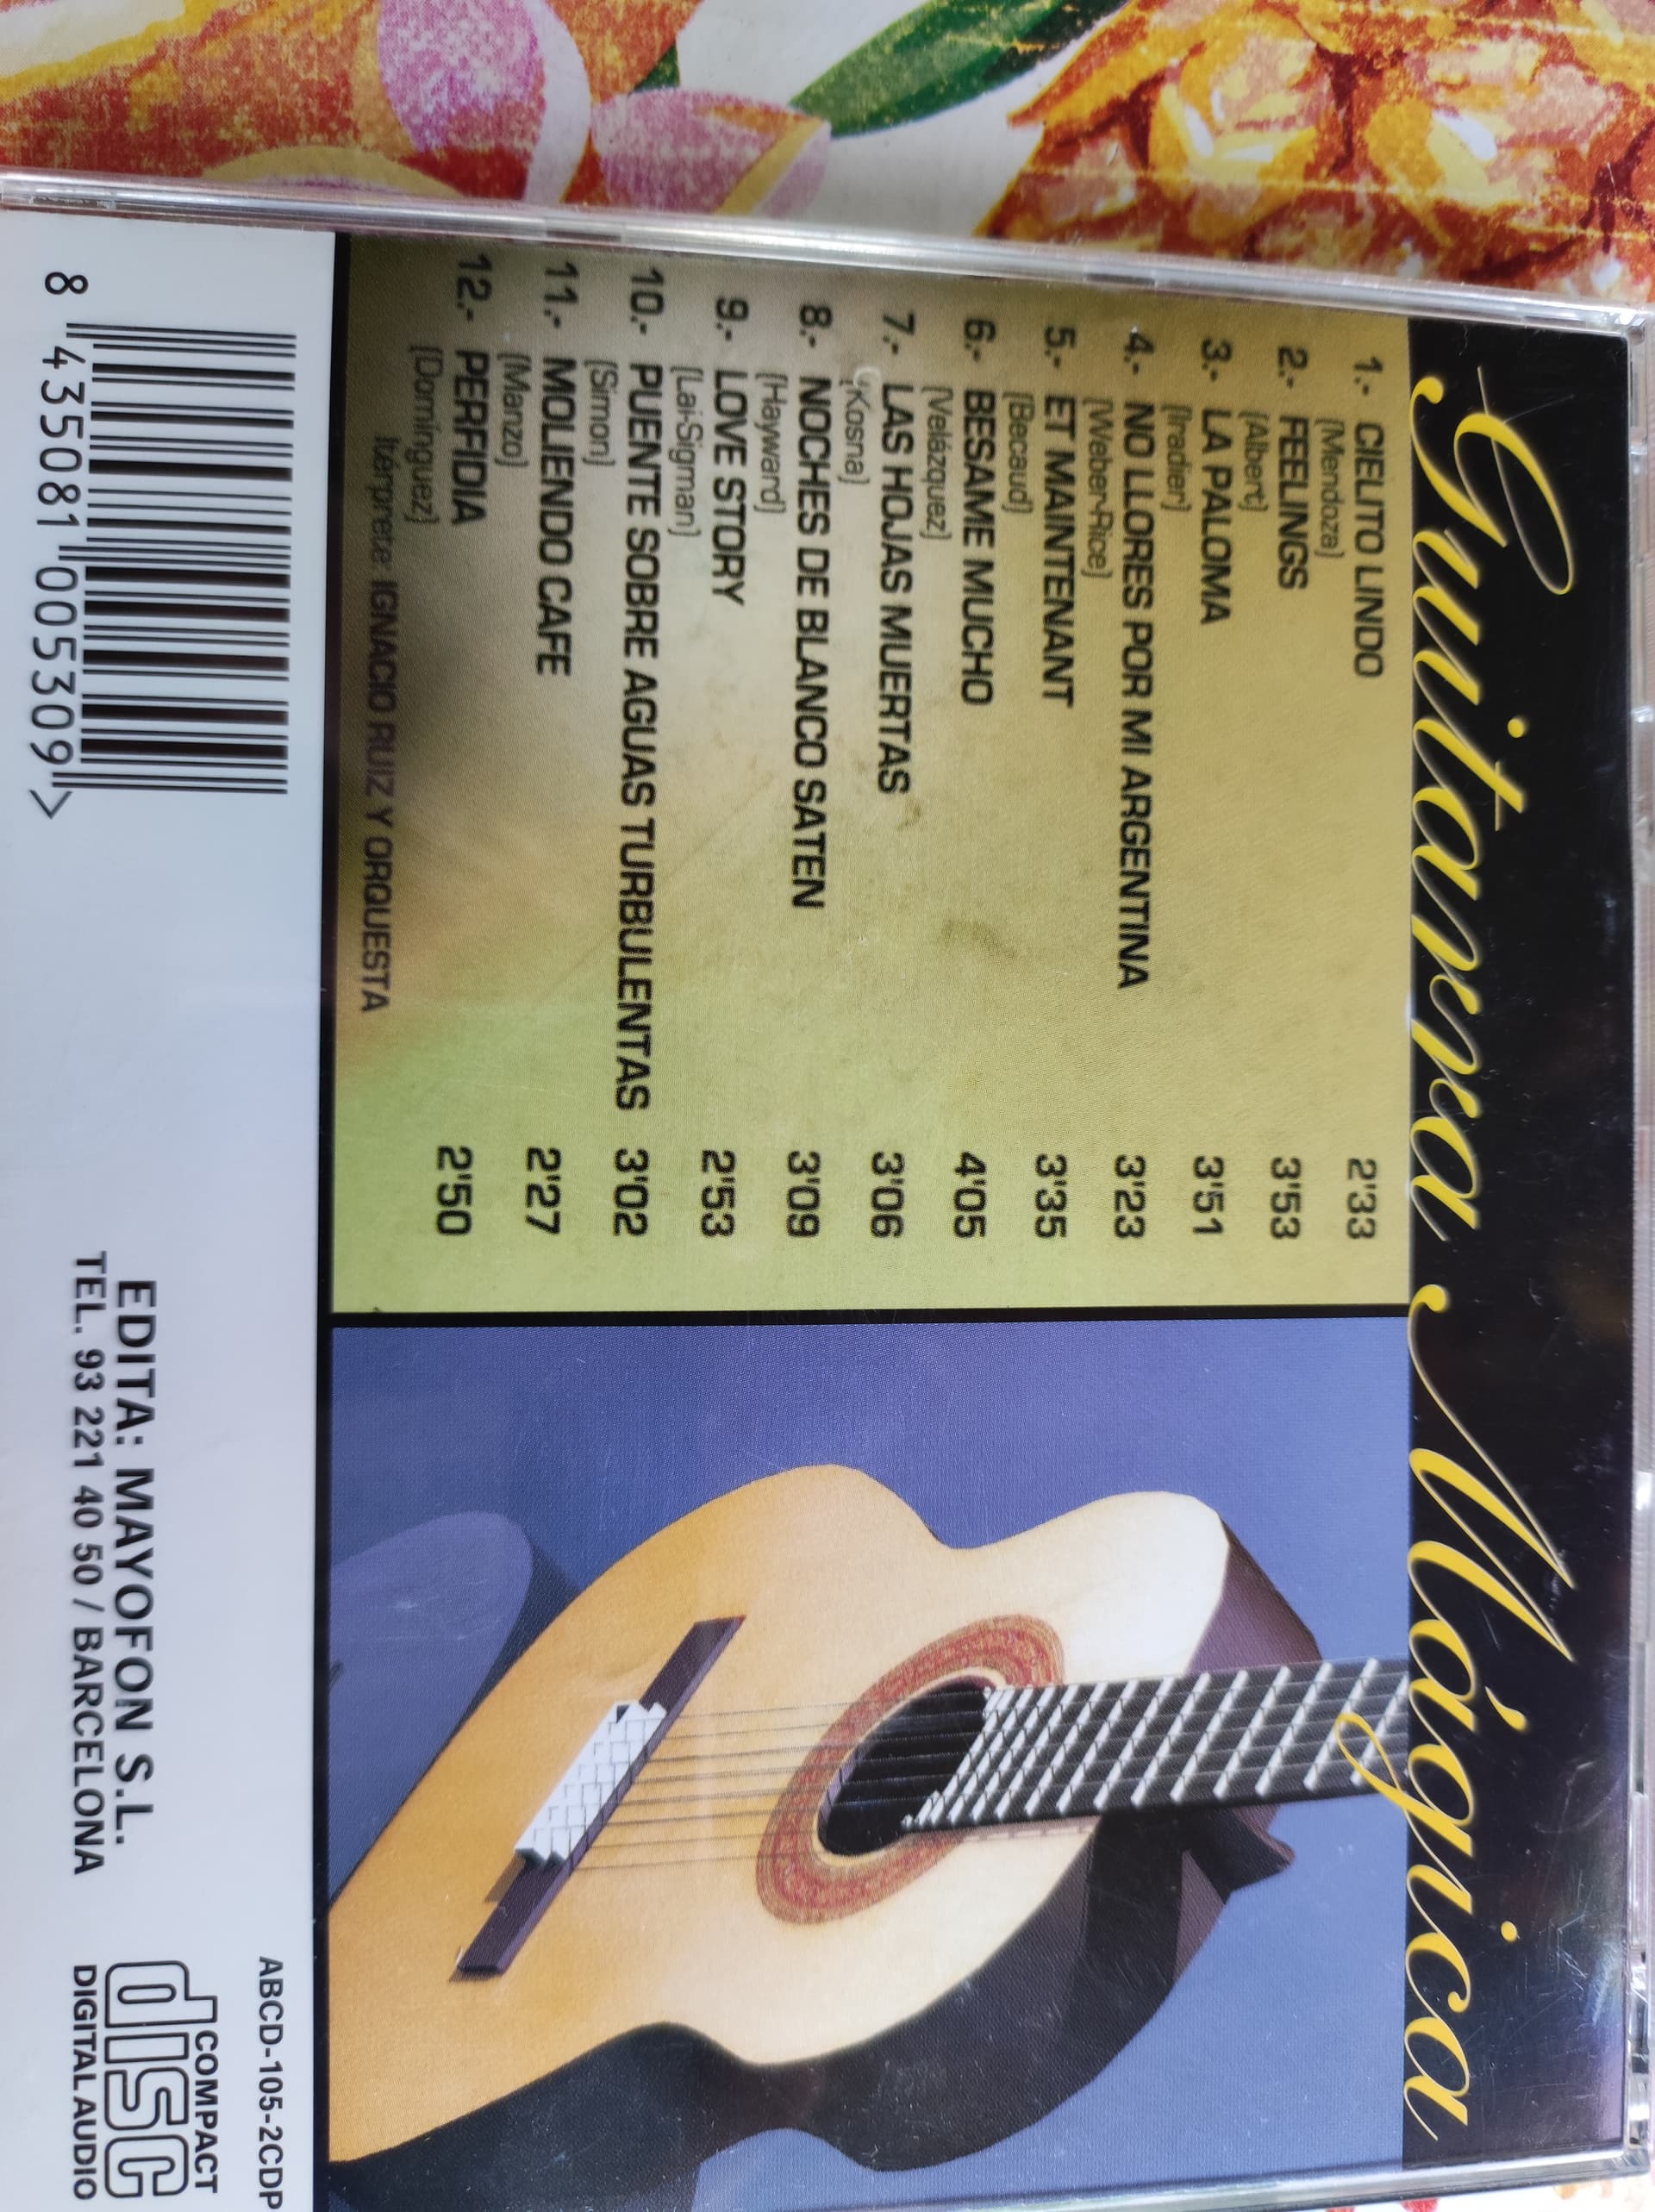 Guitarra Mágica
1.- CIELITO LINDO 2'33
(Mendoza)
2.- FEELINGS 3'53
(Albert)
3.- LA PALOMA 3'51
(Iradier)
4.- NO LLORES POR MI ARGENTINA 3'23
(Weber-Rice)
5.- ET MAINTENANT 3'35
(Becaud)
6.- BESAME MUCHO 4'05
(Velázquez)
7.- LAS HOJAS MUERTAS 3'06
(Kosna)
8.- NOCHES DE BLANCO SATEN 3'09
(Hayward)
9.- LOVE STORY 2'53
(Lai-Sigman)
10.- PUENTE SOBRE AGUAS TURBULENTAS 3'02
(Simon)
11.- MOLIENDO CAFE 2'27
(Manzo)
12.- PERFIDIA 2'50
(Domínguez)
Itérprete: IGNACIO RUIZ Y ORQUESTA
8 435081 005309 >
EDITA: MAYOFON S.L.
TEL. 93 221 40 50 / BARCELONA
ABCD-105-2CDP
COMPACT
disc
DIGITAL AUDIO